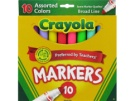 10 Assorted Colors
Broad Line
Crayola
Preferred by Teachers
MARKERS
10